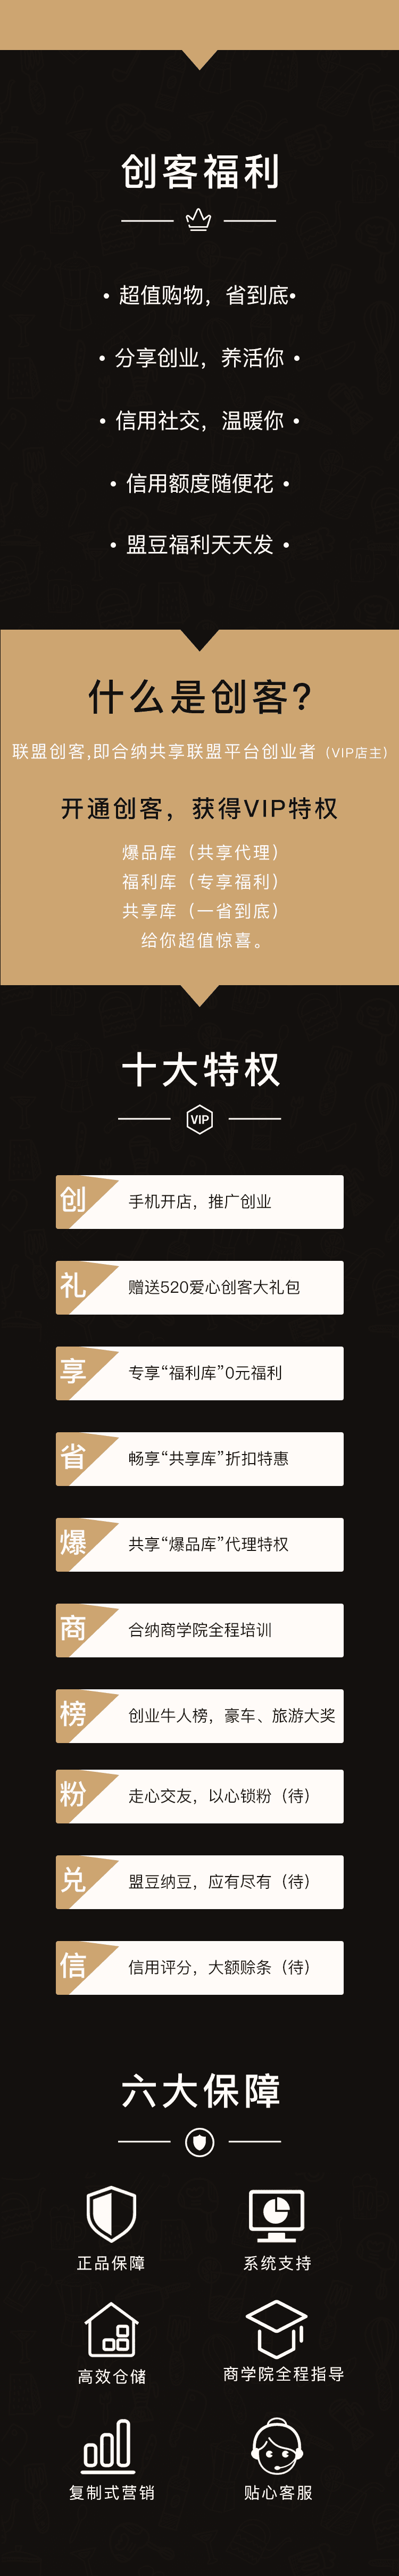 创客福利
• 超值购物，省到底•
• 分享创业，养活你 •
• 信用社交，温暖你 •
• 信用额度随便花 •
• 盟豆福利天天发 •
什么是创客?
联盟创客,即合纳共享联盟平台创业者（VIP店主）
开通创客，获得VIP特权
爆品库（共享代理）
福利库（专享福利）
共享库（一省到底）
给你超值惊喜。
十大特权
VIP
创 手机开店，推广创业
礼 赠送520爱心创客大礼包
享 专享“福利库”0元福利
省 畅享“共享库”折扣特惠
爆 共享“爆品库”代理特权
商 合纳商学院全程培训
榜 创业牛人榜，豪车、旅游大奖
粉 走心交友，以心锁粉（待）
兑 盟豆纳豆，应有尽有（待）
信 信用评分，大额赊条（待）
六大保障
正品保障 系统支持
高效仓储 商学院全程指导
复制式营销 贴心客服